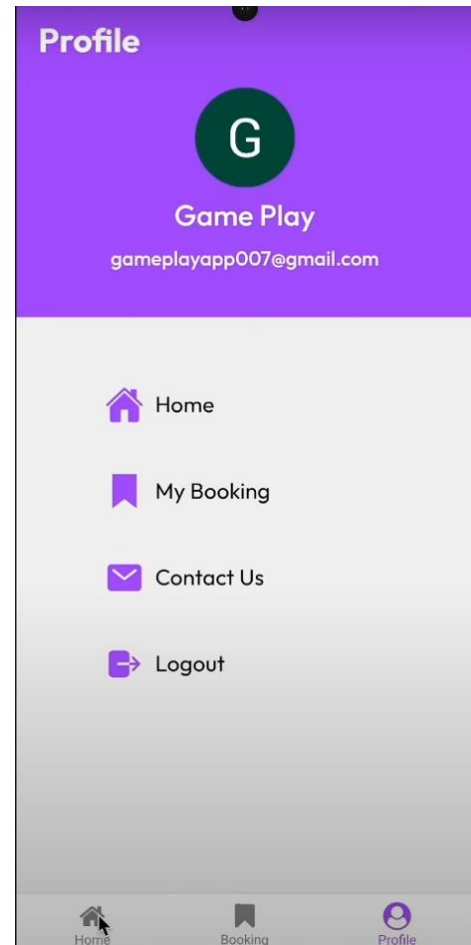 Profile
G
Game Play
gameplayapp007@gmail.com
Home
My Booking
Contact Us
Logout
Home Booking Profile